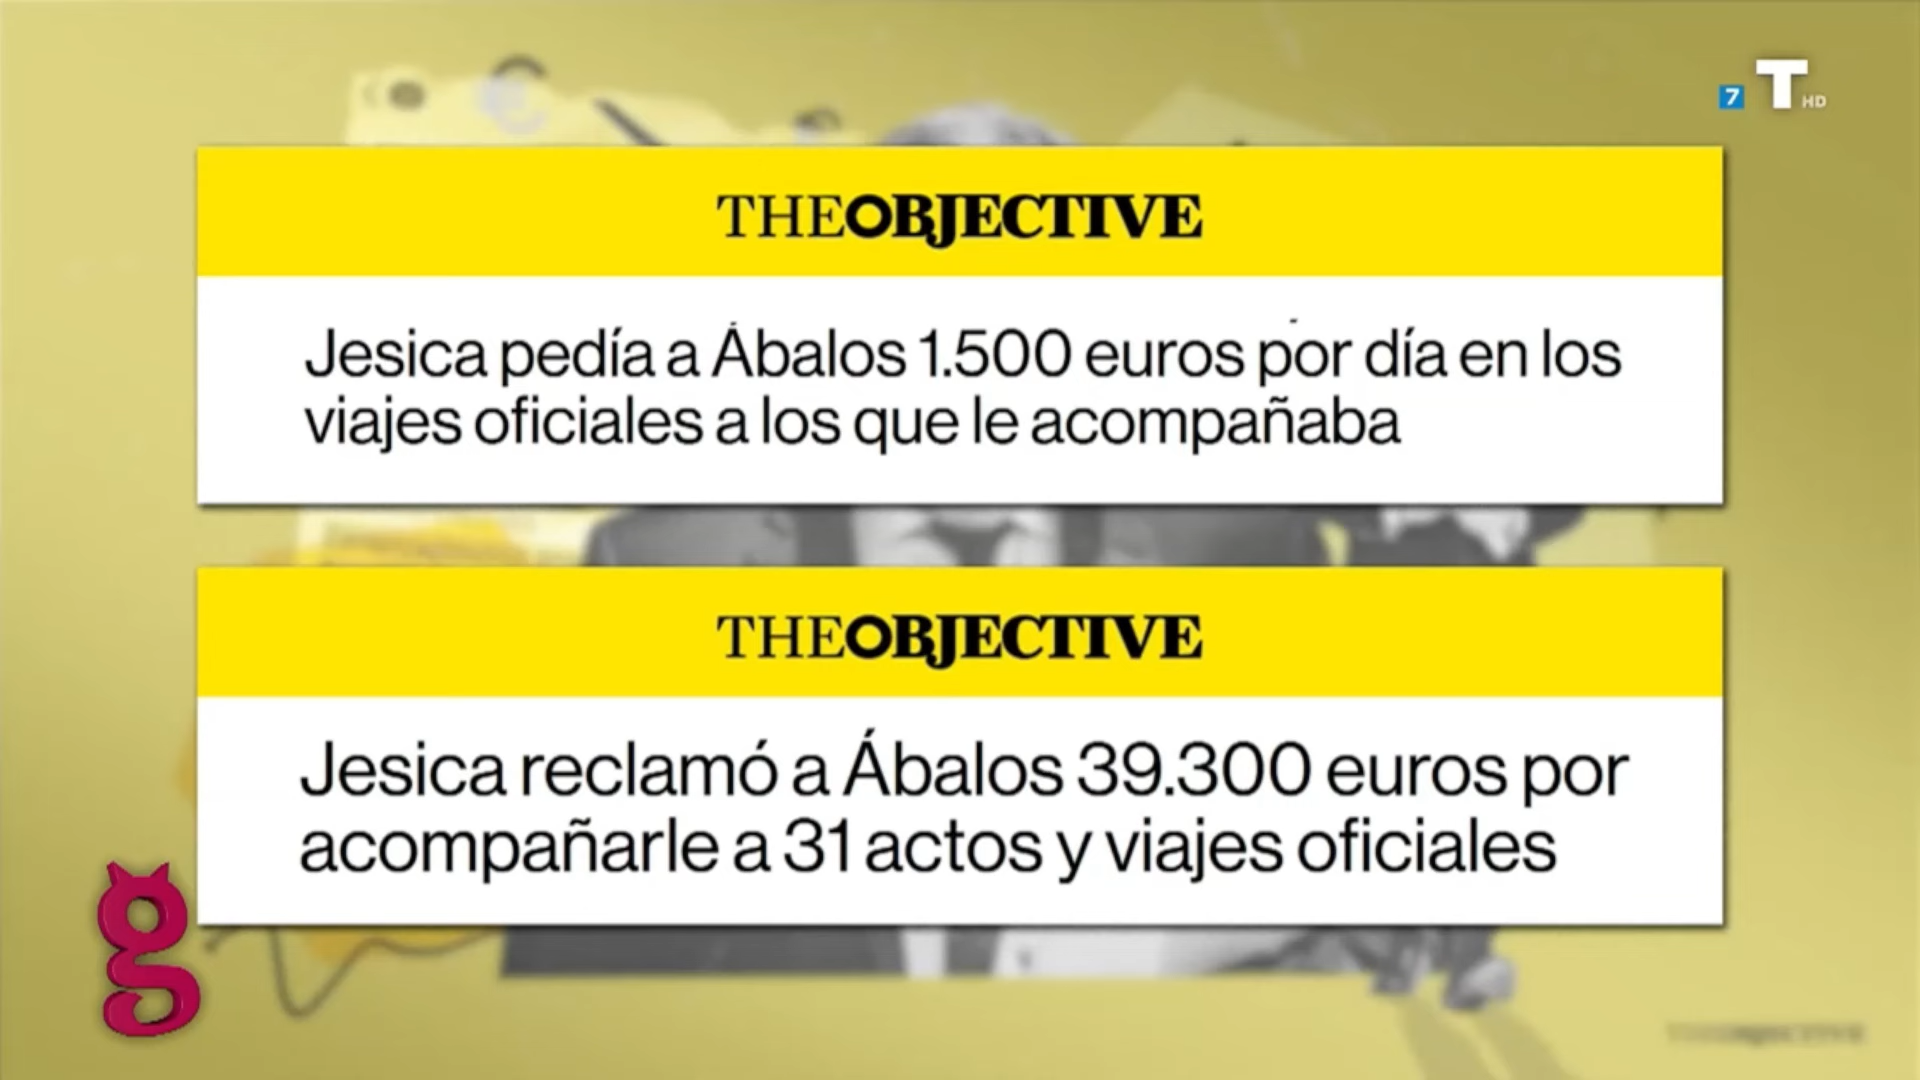 7 T HD
THEOBJECTIVE
Jesica pedía a Ábalos 1.500 euros por día en los
viajes oficiales a los que le acompañaba
THEOBJECTIVE
Jesica reclamó a Ábalos 39.300 euros por
acompañarle a 31 actos y viajes oficiales
g
THEOBJECTIVE